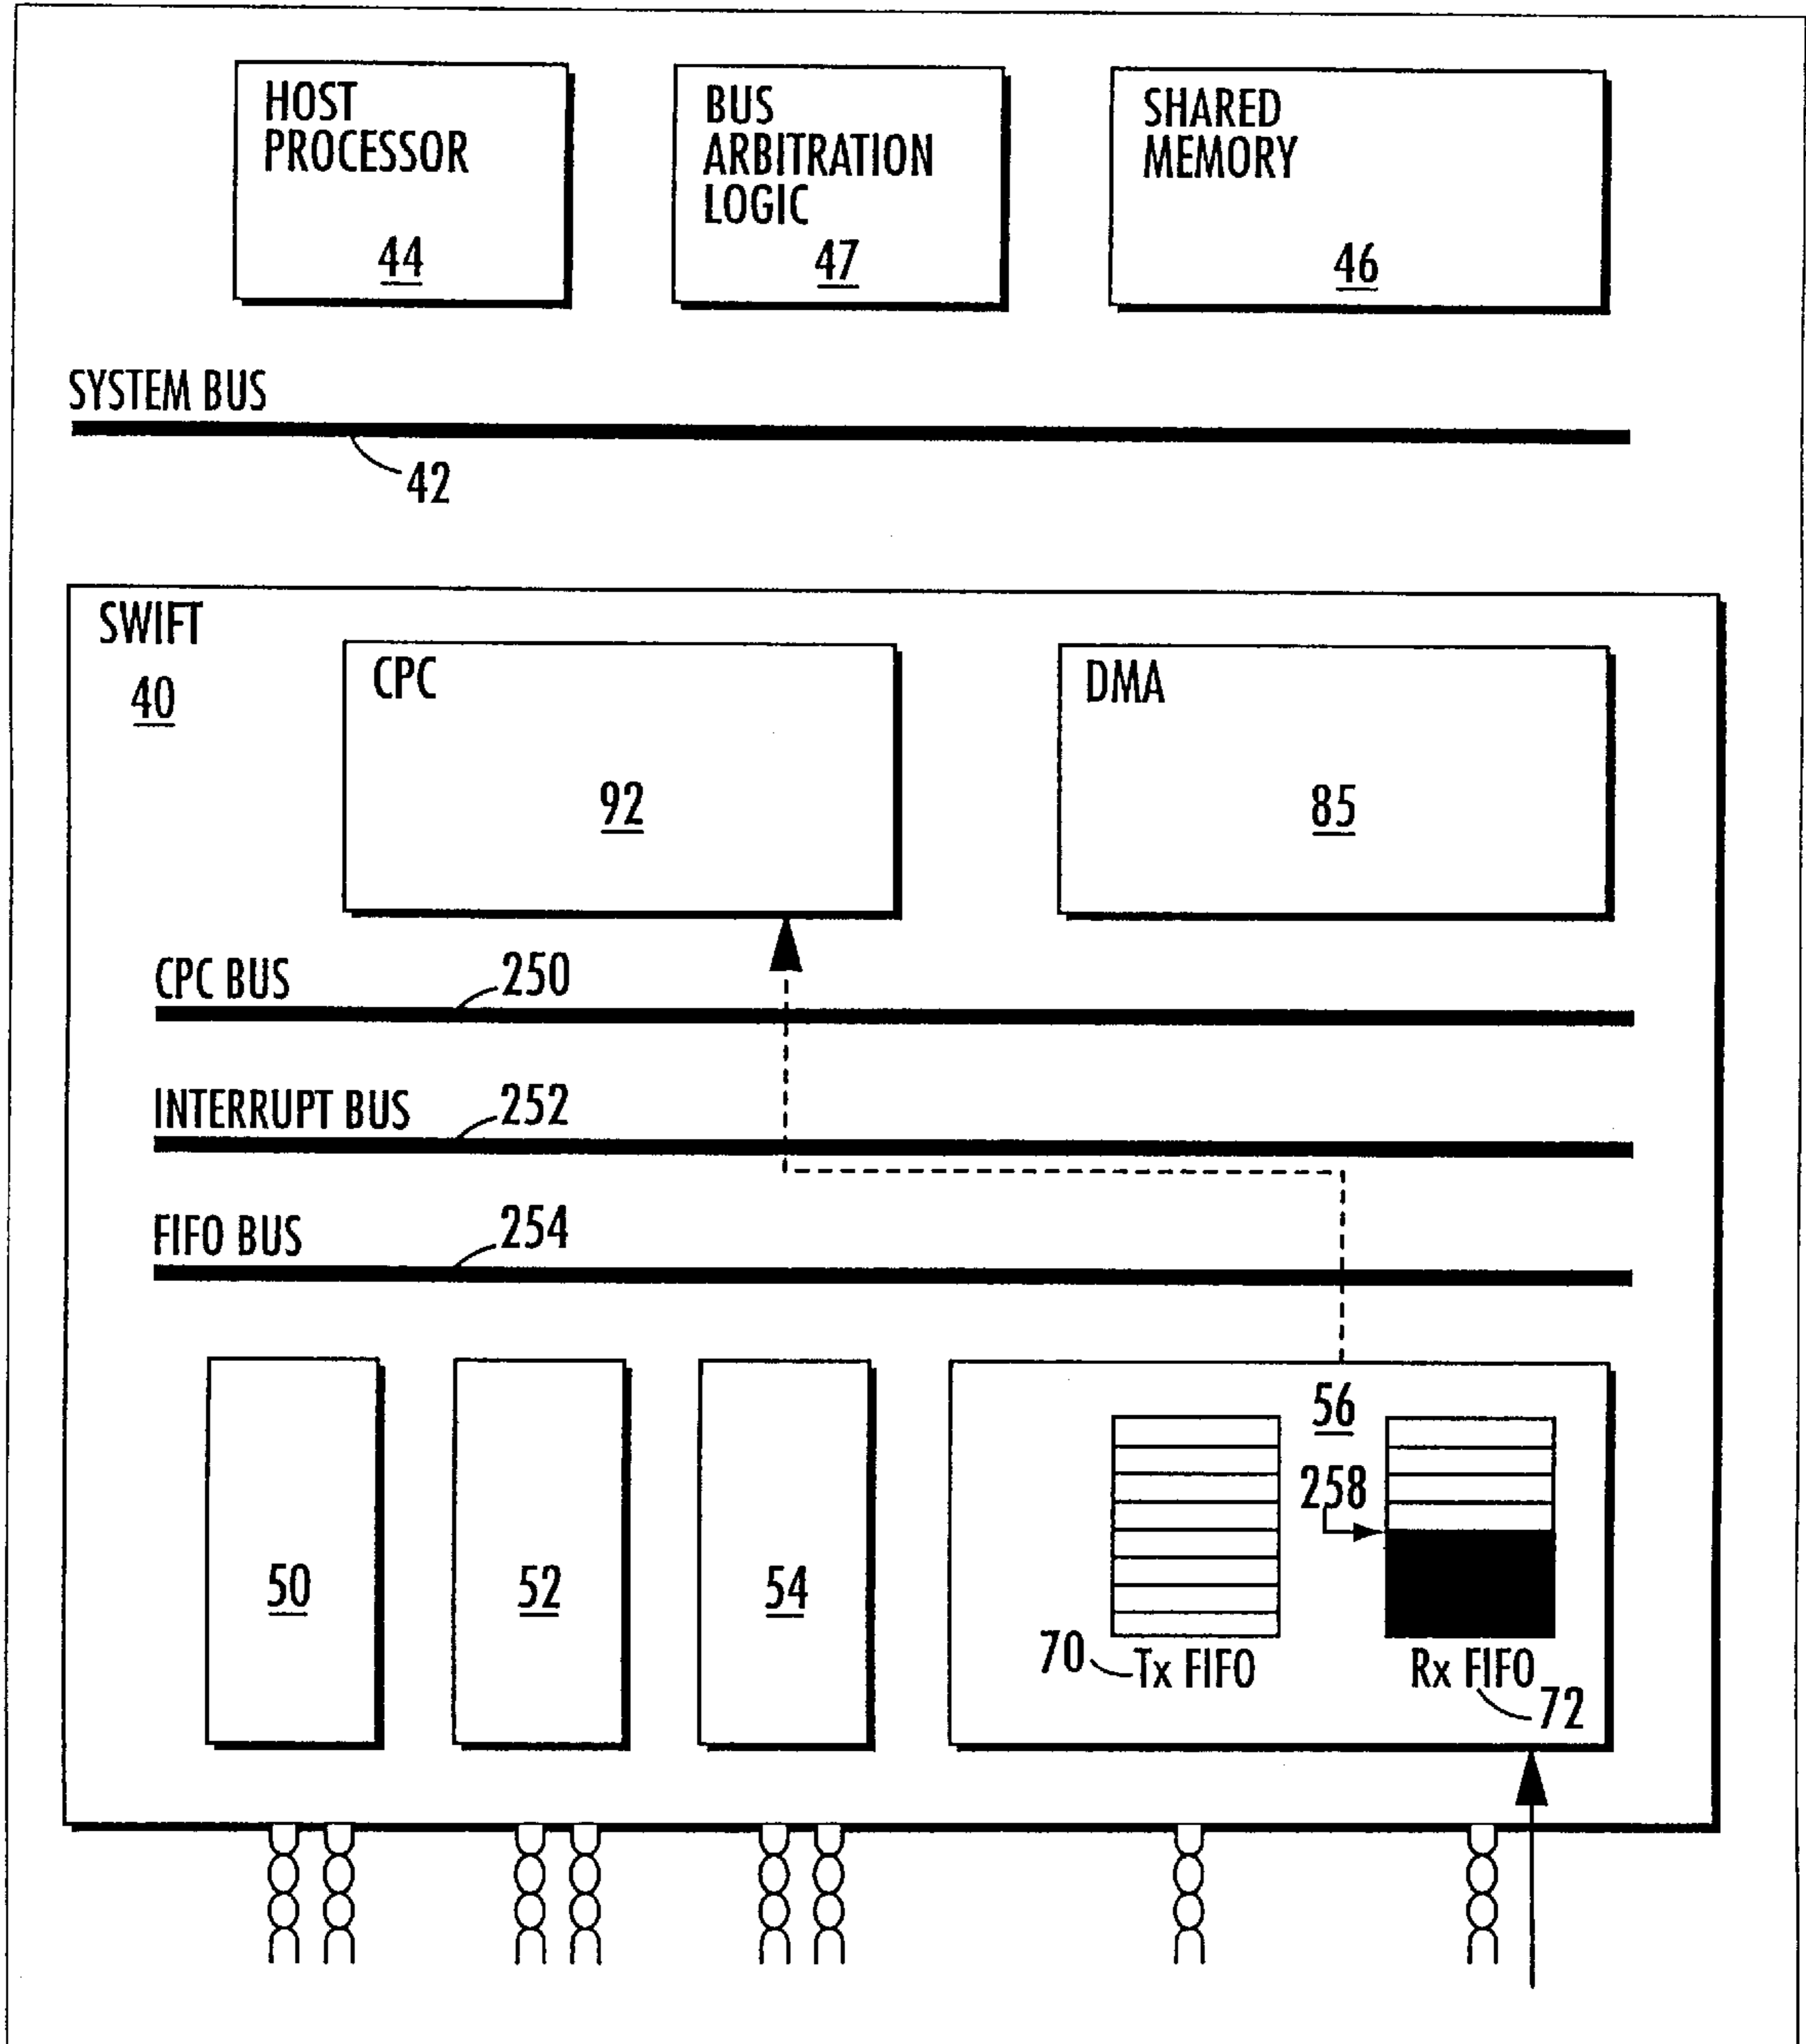 HOST
PROCESSOR
44
BUS
ARBITRATION
LOGIC
47
SHARED
MEMORY
46
SYSTEM BUS
42
SWIFT
40
CPC
92
DMA
85
CPC BUS
250
INTERRUPT BUS
252
FIFO BUS
254
50
52
54
56
258
70
Tx FIFO
Rx FIFO
72